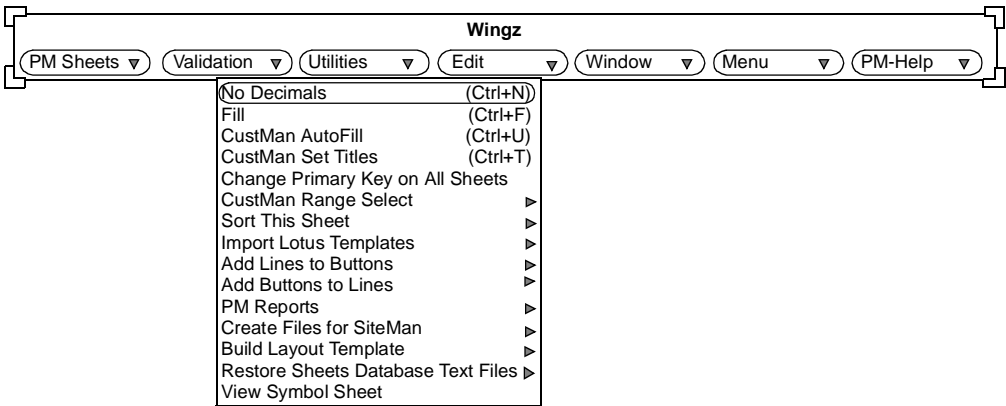 Wingz
PM Sheets Validation Utilities Edit Window Menu PM-Help
No Decimals (Ctrl+N)
Fill (Ctrl+F)
CustMan AutoFill (Ctrl+U)
CustMan Set Titles (Ctrl+T)
Change Primary Key on All Sheets
CustMan Range Select
Sort This Sheet
Import Lotus Templates
Add Lines to Buttons
Add Buttons to Lines
PM Reports
Create Files for SiteMan
Build Layout Template
Restore Sheets Database Text Files
View Symbol Sheet